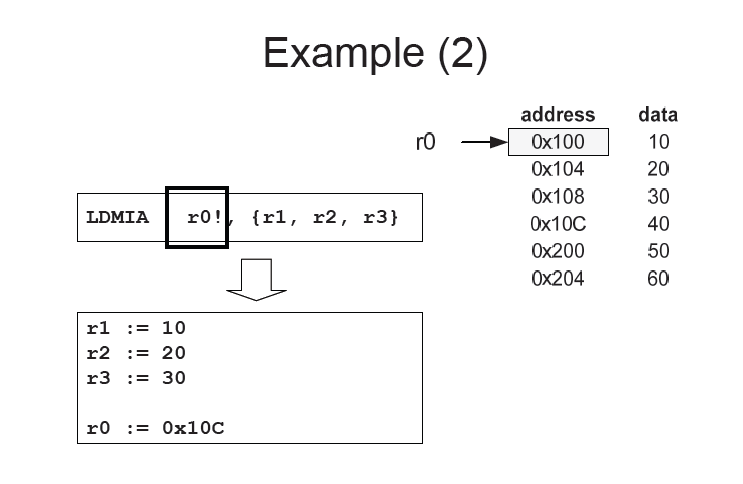 Example (2)
address data
r0 0x100 10
0x104 20
0x108 30
0x10C 40
0x200 50
0x204 60
LDMIA r0!, {r1, r2, r3}
r1 := 10
r2 := 20
r3 := 30
r0 := 0x10C